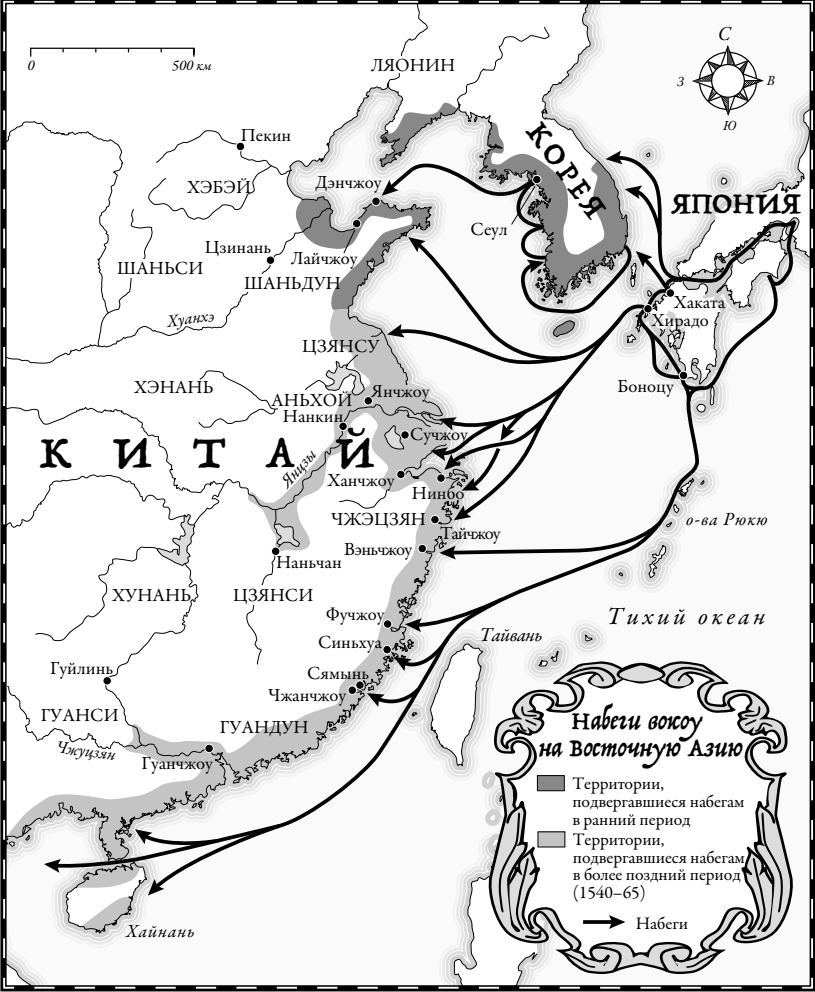 С
З
В
Ю
0
500 км
ЛЯОНИН
КОРЕЯ
Пекин
ХЭБЭЙ
Дэнчжоу
ЯПОНИЯ
Сеул
Цзинань
Лайчжоу
ШАНЬСИ
ШАНЬДУН
Хаката
Хуанхэ
Хирадо
ЦЗЯНСУ
ХЭНАНЬ
Боноцу
Янчжоу
АНЬХОЙ
Нанкин
Сучжоу
КИТАЙ
Янцзы
Ханчжоу
Нинбо
ЧЖЭЦЗЯН
о-ва Рюкю
Тайчжоу
Вэньчжоу
Наньчан
ХУНАНЬ
ЦЗЯНСИ
Фучжоу
Тихий океан
Тайвань
Синьхуа
Гуйлинь
Сямынь
Чжанчжоу
ГУАНСИ
ГУАНДУН
Чжуцзян
Гуанчжоу
Хайнань
Набеги вокоу
на Восточную Азию
Территории,
подвергавшиеся набегам
в ранний период
Территории,
подвергавшиеся набегам
в более поздний период
(1540–65)
Набеги